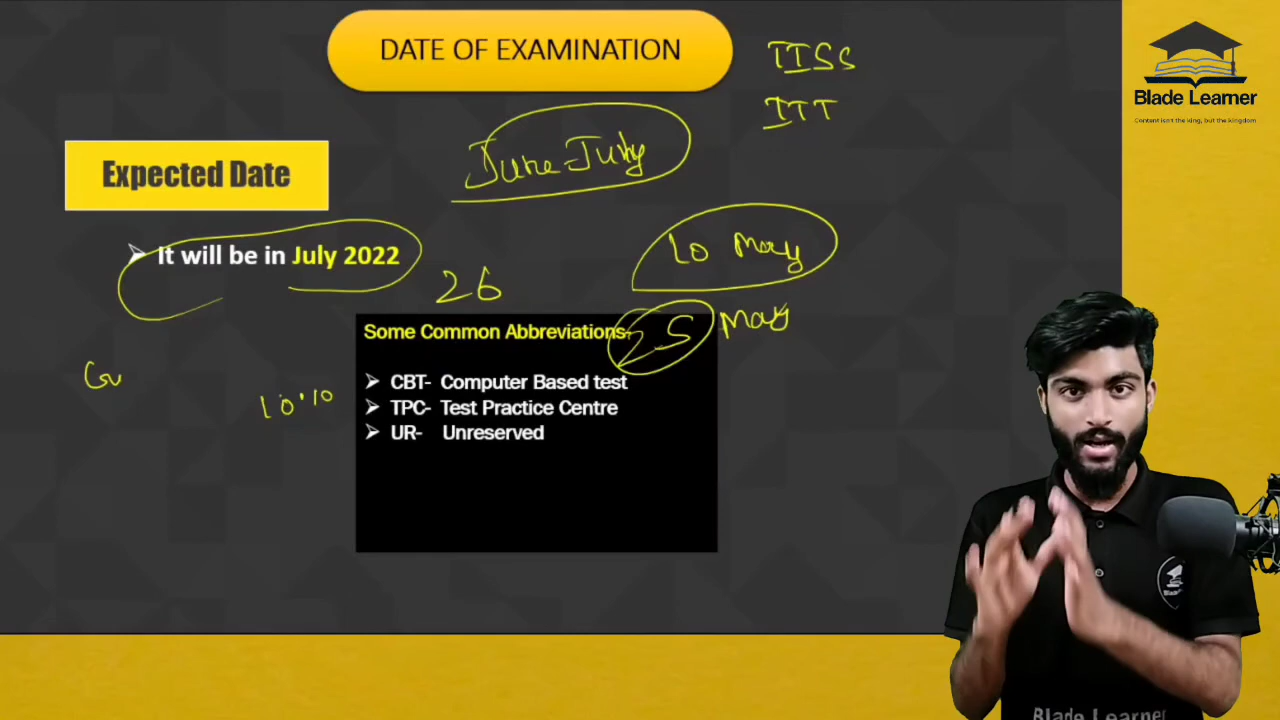 DATE OF EXAMINATION
IISS
IIT
Blade Learner
Content isn't the king, but the kingdom
June-July
Expected Date
➤ It will be in July 2022
10 May
26
Some Common Abbreviations-
25 May
➤ CBT- Computer Based test
➤ TPC- Test Practice Centre
➤ UR- Unreserved
10:10
Blade Learner